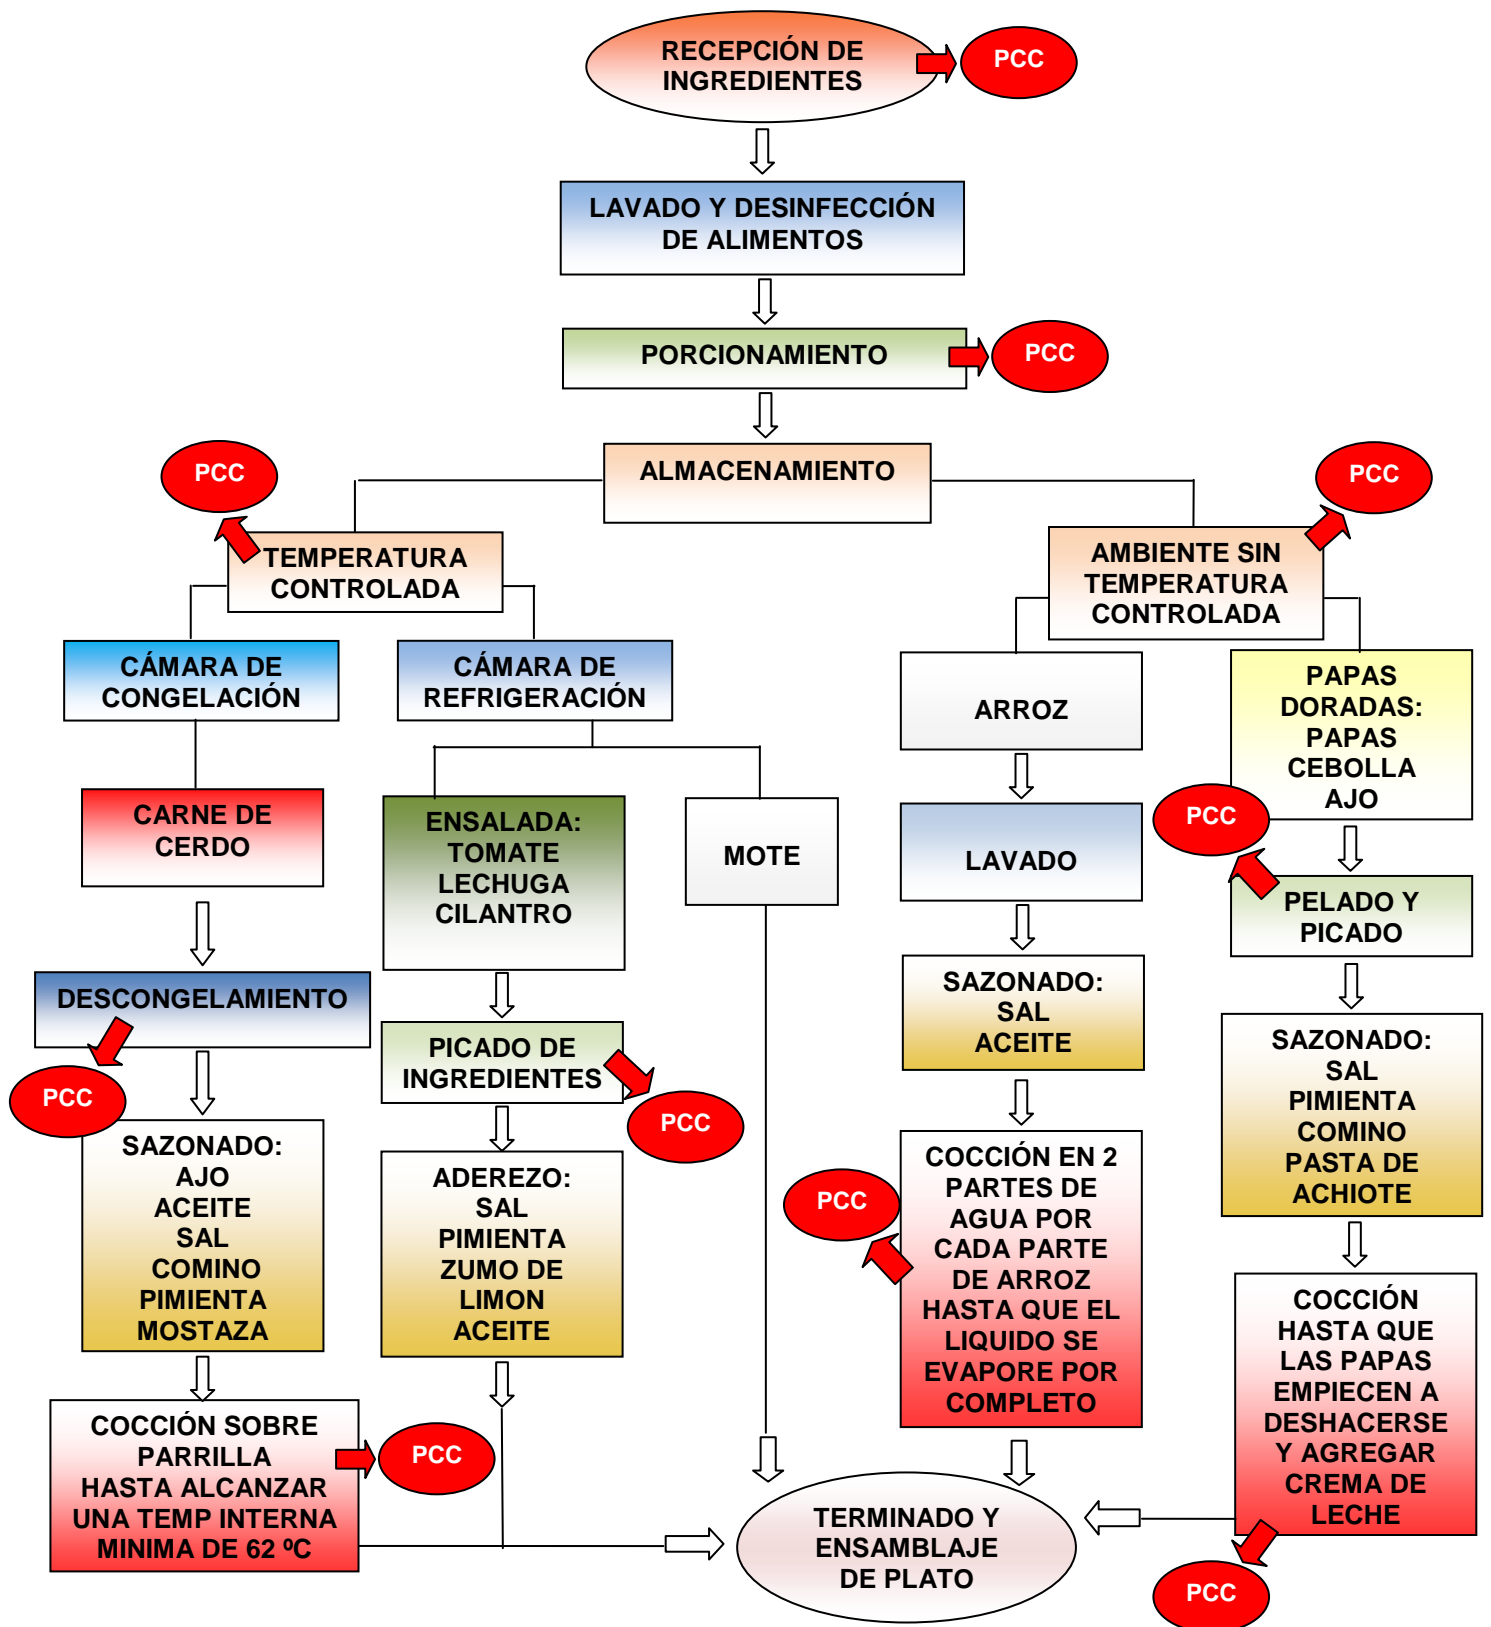 RECEPCIÓN DE
INGREDIENTES
PCC
LAVADO Y DESINFECCIÓN
DE ALIMENTOS
PORCIONAMIENTO
PCC
ALMACENAMIENTO
PCC
PCC
TEMPERATURA
CONTROLADA
AMBIENTE SIN
TEMPERATURA
CONTROLADA
CÁMARA DE
CONGELACIÓN
CÁMARA DE
REFRIGERACIÓN
ARROZ
PAPAS
DORADAS:
PAPAS
CEBOLLA
AJO
CARNE DE
CERDO
ENSALADA:
TOMATE
LECHUGA
CILANTRO
MOTE
LAVADO
PCC
PELADO Y
PICADO
DESCONGELAMIENTO
PCC
PICADO DE
INGREDIENTES
PCC
SAZONADO:
SAL
ACEITE
SAZONADO:
SAL
PIMIENTA
COMINO
PASTA DE
ACHIOTE
SAZONADO:
AJO
ACEITE
SAL
COMINO
PIMIENTA
MOSTAZA
ADEREZO:
SAL
PIMIENTA
ZUMO DE
LIMON
ACEITE
PCC
COCCIÓN EN 2
PARTES DE
AGUA POR
CADA PARTE
DE ARROZ
HASTA QUE EL
LIQUIDO SE
EVAPORE POR
COMPLETO
COCCIÓN
HASTA QUE
LAS PAPAS
EMPIECEN A
DESHACERSE
Y AGREGAR
CREMA DE
LECHE
COCCIÓN SOBRE
PARRILLA
HASTA ALCANZAR
UNA TEMP INTERNA
MINIMA DE 62 ºC
PCC
TERMINADO Y
ENSAMBLAJE
DE PLATO
PCC